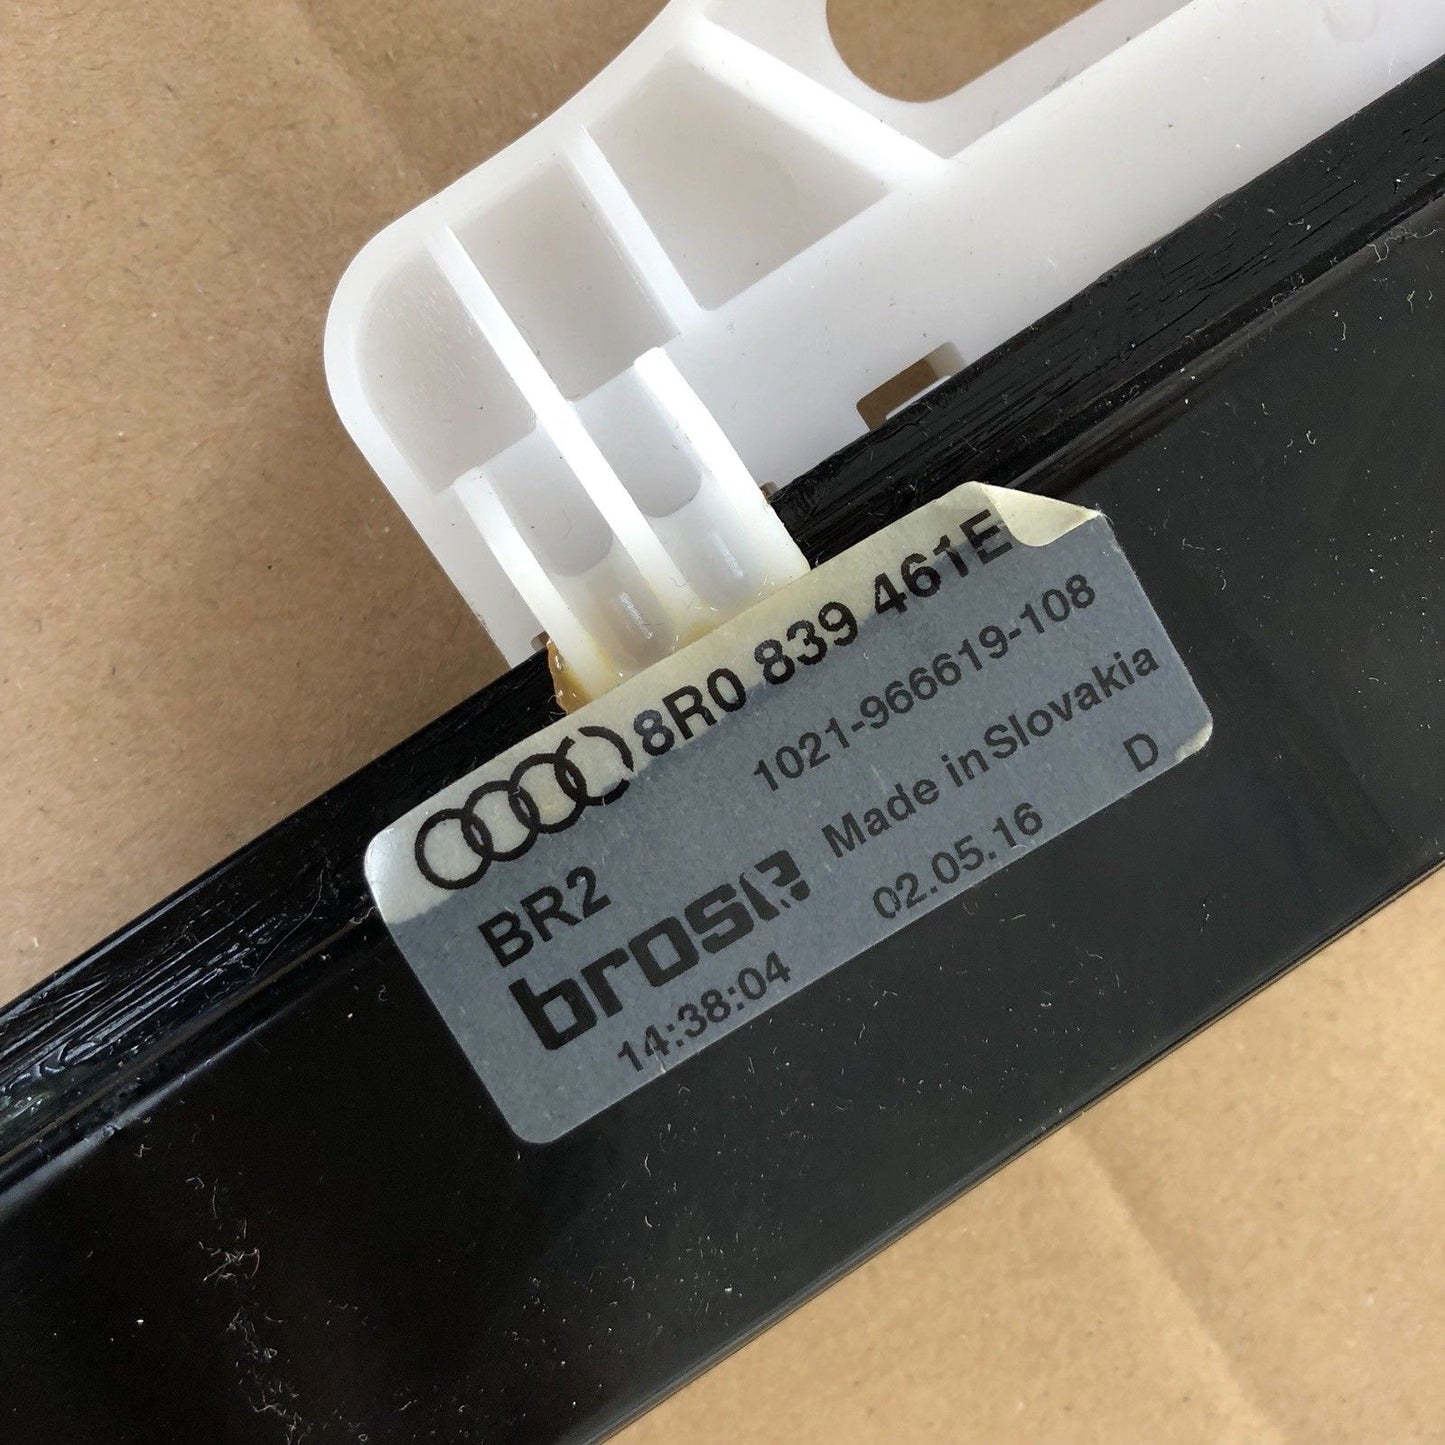 8R0 839 461E
1021-966619-108
BR2
Made in Slovakia
brose
02.05.16
D
14:38:04